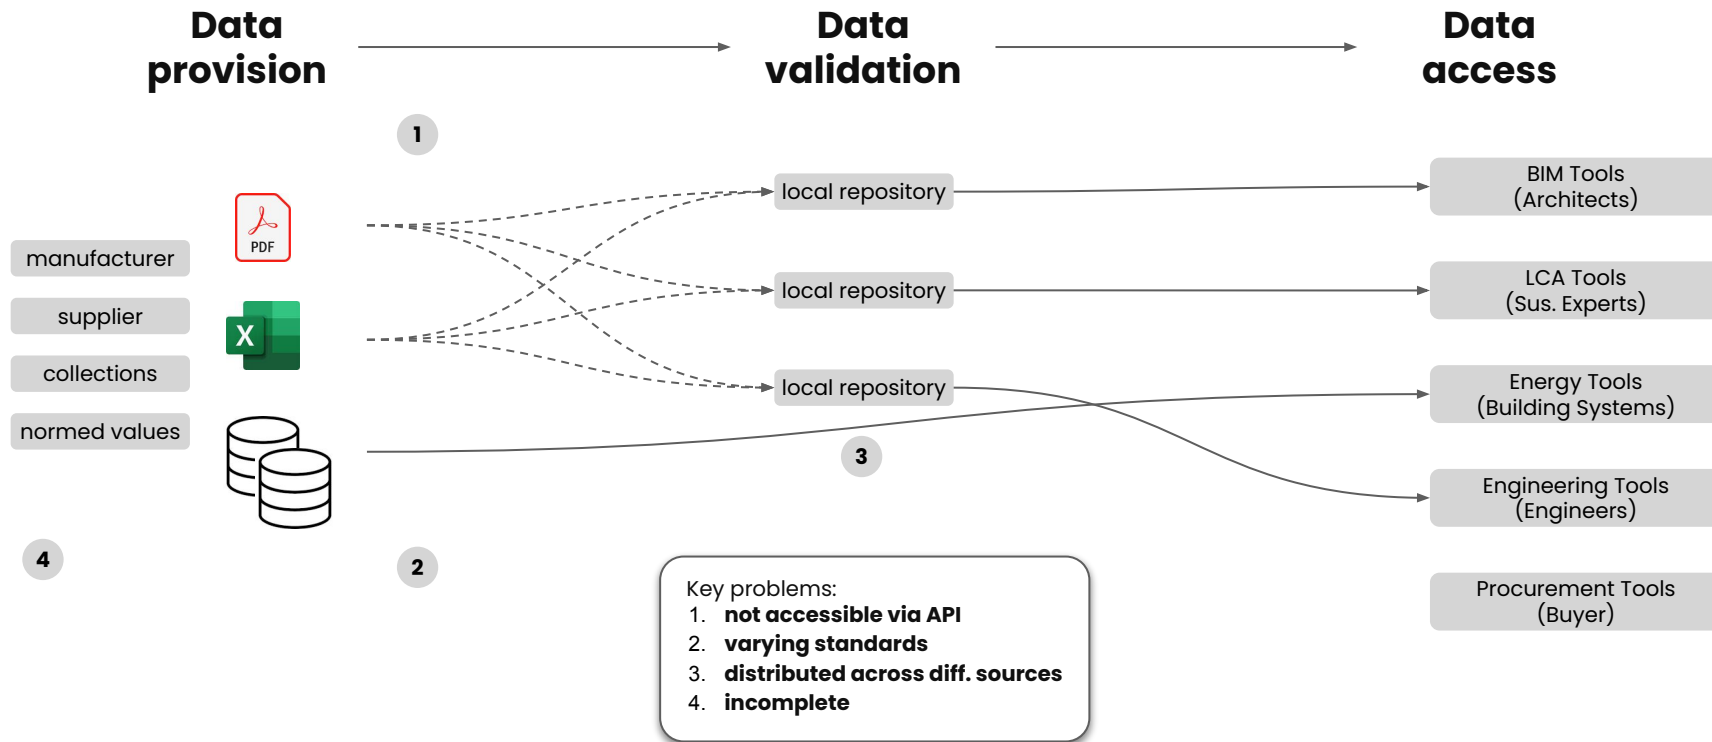 Data
provision
Data
validation
Data
access
1
PDF
manufacturer
supplier
collections
normed values
X
local repository
local repository
local repository
BIM Tools
(Architects)
LCA Tools
(Sus. Experts)
Energy Tools
(Building Systems)
Engineering Tools
(Engineers)
Procurement Tools
(Buyer)
3
4
2
Key problems:
1. not accessible via API
2. varying standards
3. distributed across diff. sources
4. incomplete